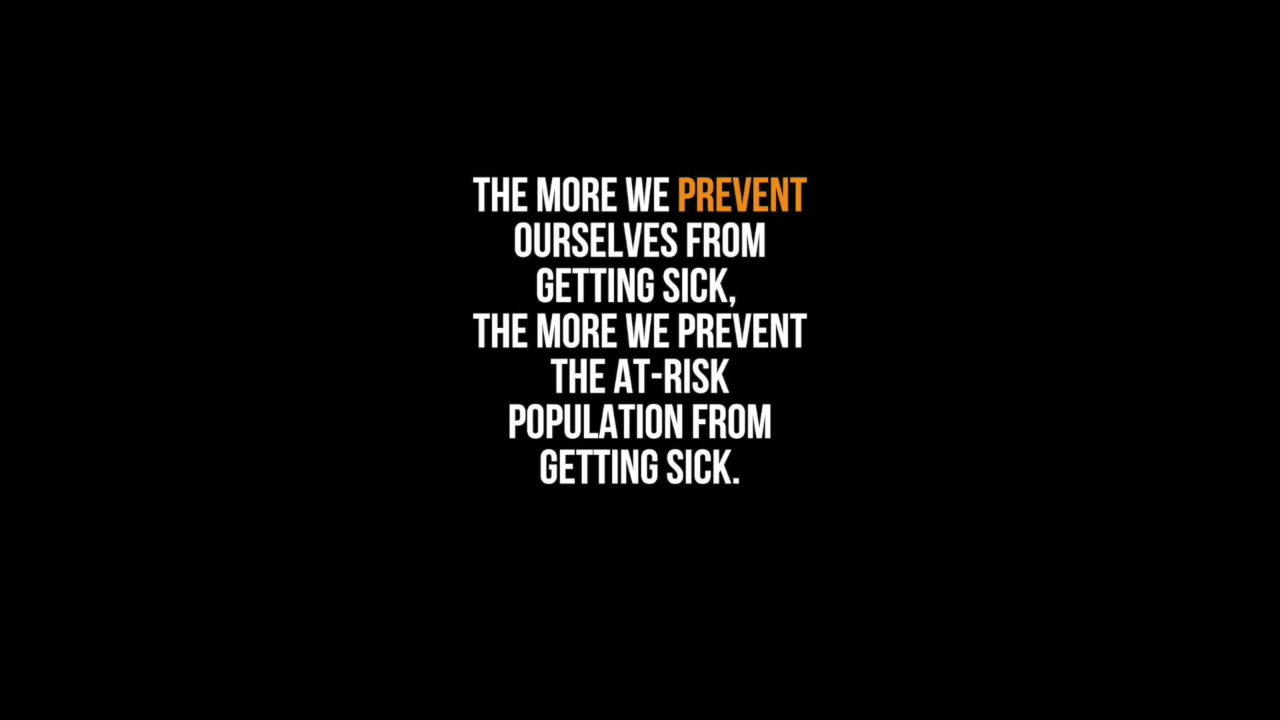 THE MORE WE PREVENT
OURSELVES FROM
GETTING SICK,
THE MORE WE PREVENT
THE AT-RISK
POPULATION FROM
GETTING SICK.